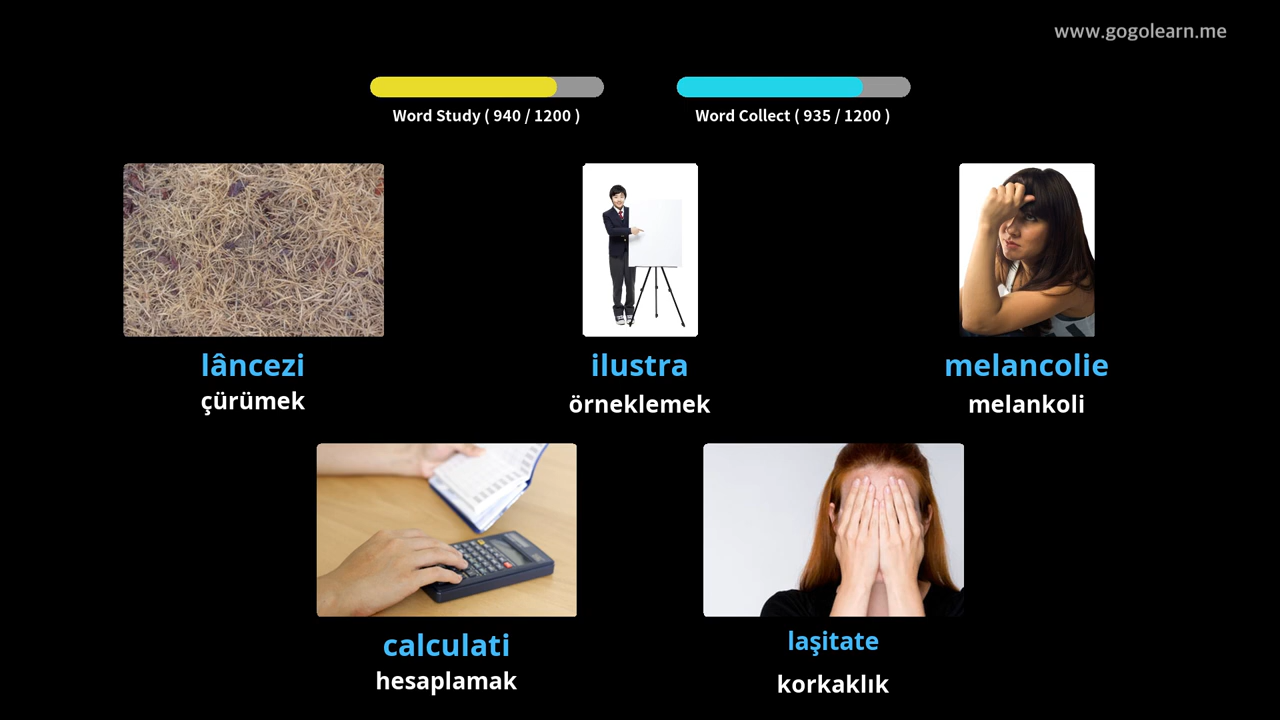 www.gogolearn.me
Word Study ( 940 / 1200 )
Word Collect ( 935 / 1200 )
lâncezi
çürümek
ilustra
örneklemek
melancolie
melankoli
calculati
hesaplamak
laşitate
korkaklık